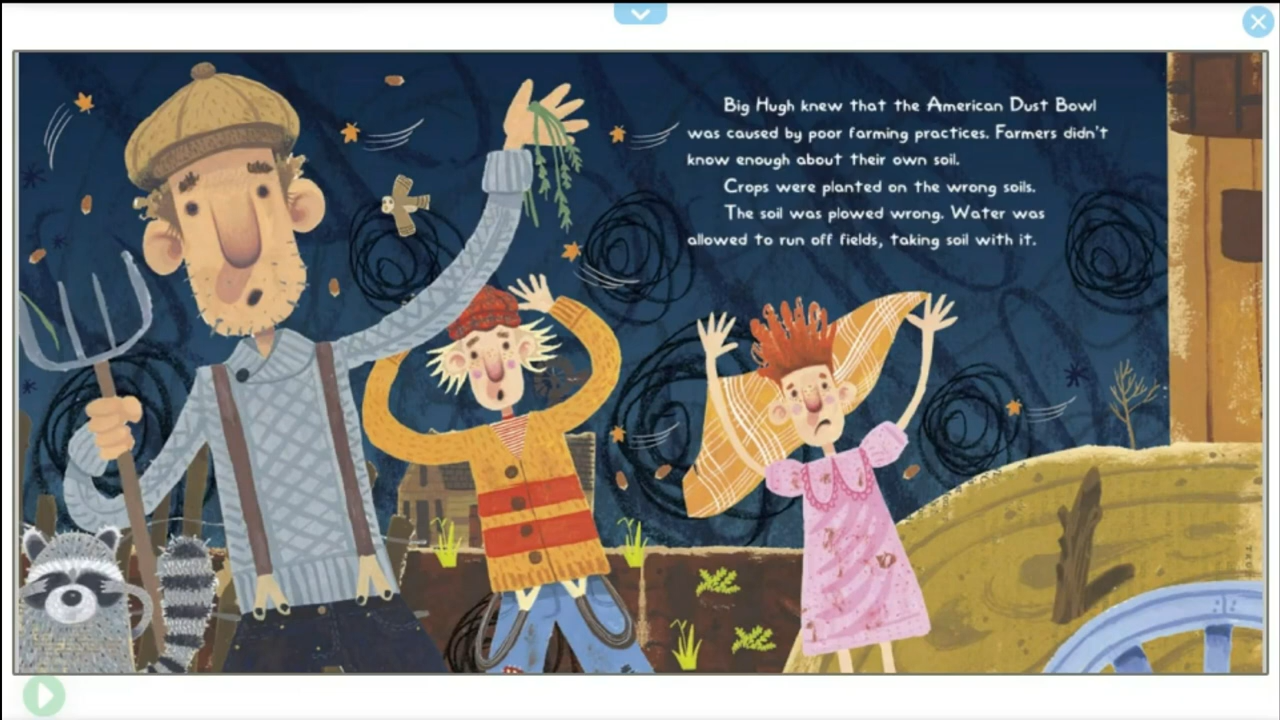 Big Hugh knew that the American Dust Bowl
was caused by poor farming practices. Farmers didn't
know enough about their own soil.
Crops were planted on the wrong soils.
The soil was plowed wrong. Water was
allowed to run off fields, taking soil with it.